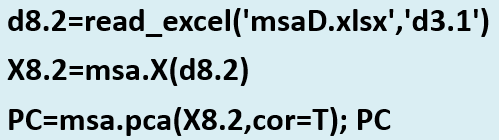 d8.2=read_excel('msaD.xlsx','d3.1')
X8.2=msa.X(d8.2)
PC=msa.pca(X8.2,cor=T); PC